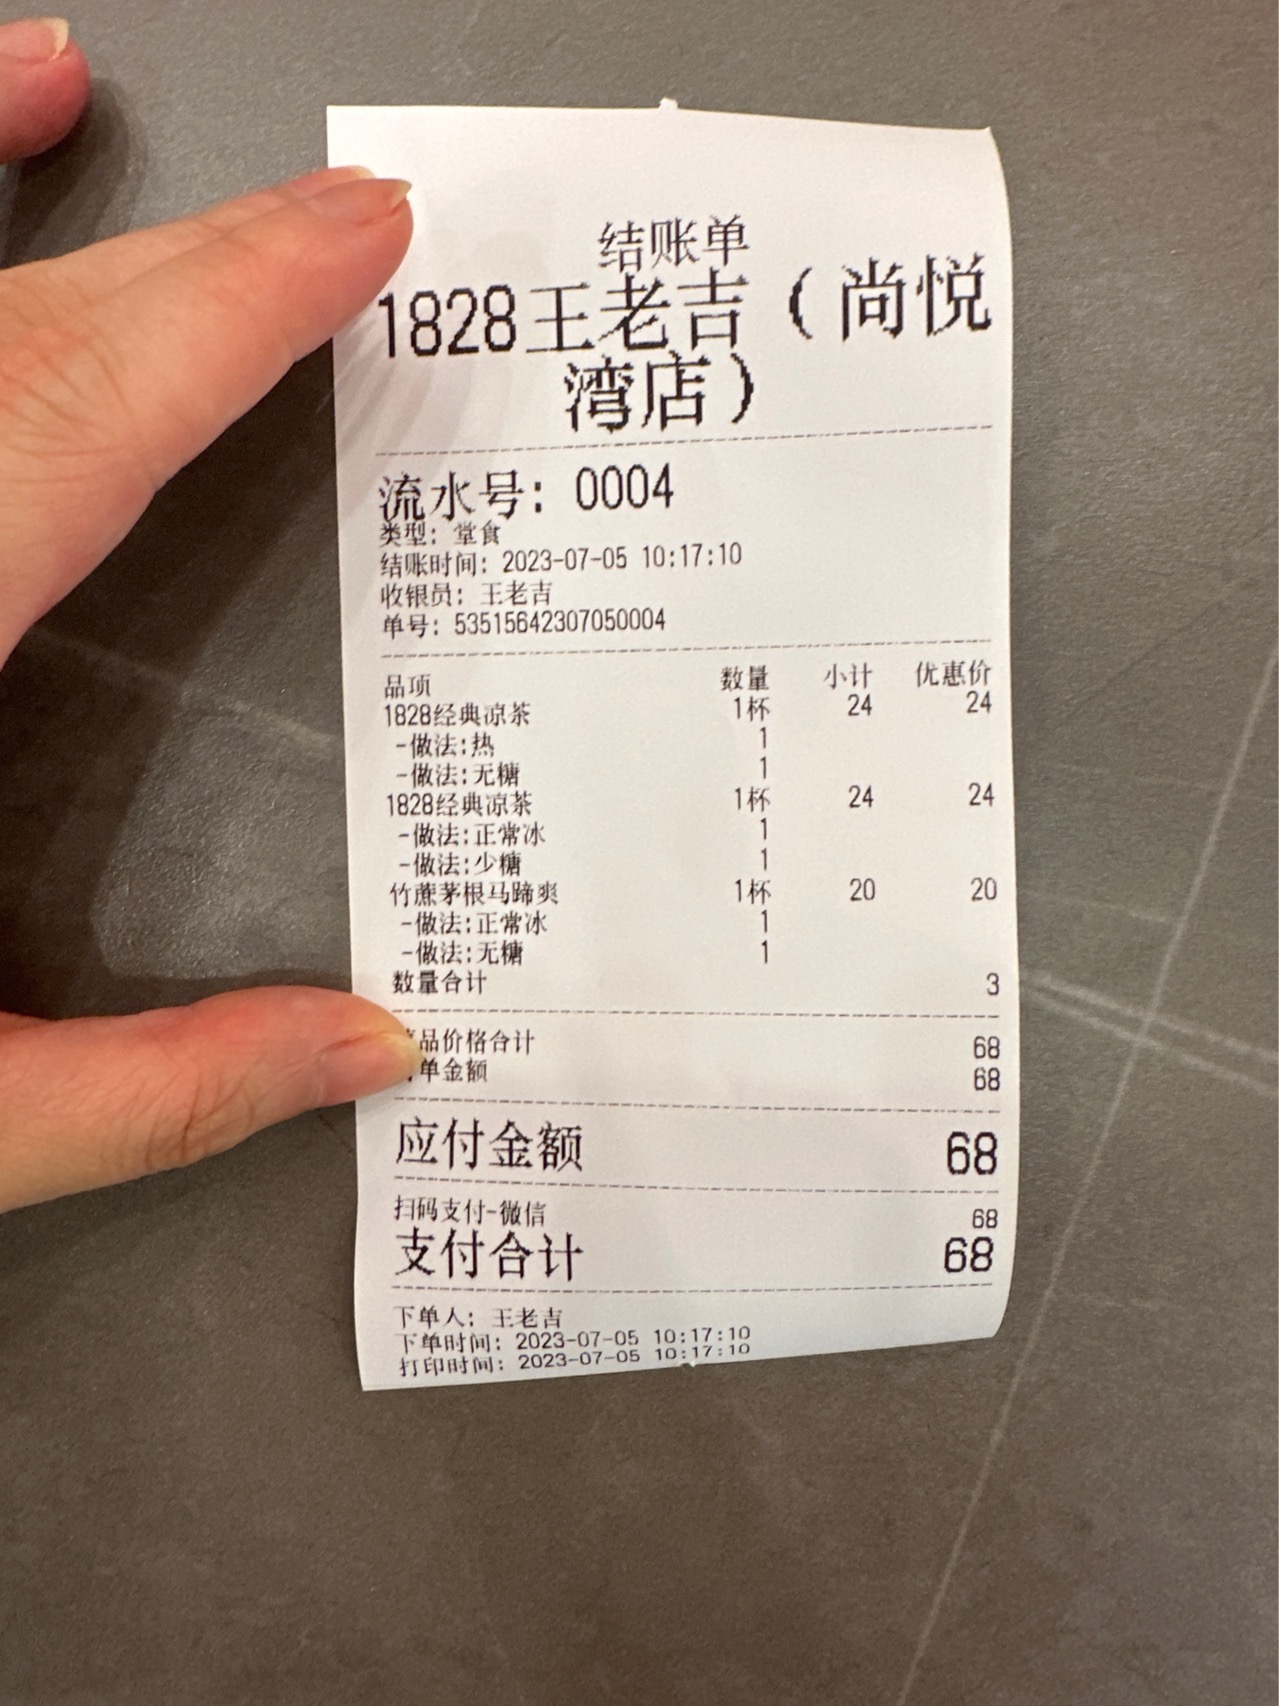 结账单
1828王老吉（尚悦
湾店）
流水号: 0004
类型: 堂食
结账时间: 2023-07-05 10:17:10
收银员: 王老吉
单号: 53515642307050004
品项 数量 小计 优惠价
1828经典凉茶 1杯 24 24
-做法:热 1
-做法:无糖 1
1828经典凉茶 1杯 24 24
-做法:正常冰 1
-做法:少糖 1
竹蔗茅根马蹄爽 1杯 20 20
-做法:正常冰 1
-做法:无糖 1
数量合计 3
品价格合计 68
单金额 68
应付金额 68
扫码支付-微信 68
支付合计 68
下单人: 王老吉
下单时间: 2023-07-05 10:17:10
打印时间: 2023-07-05 10:17:10